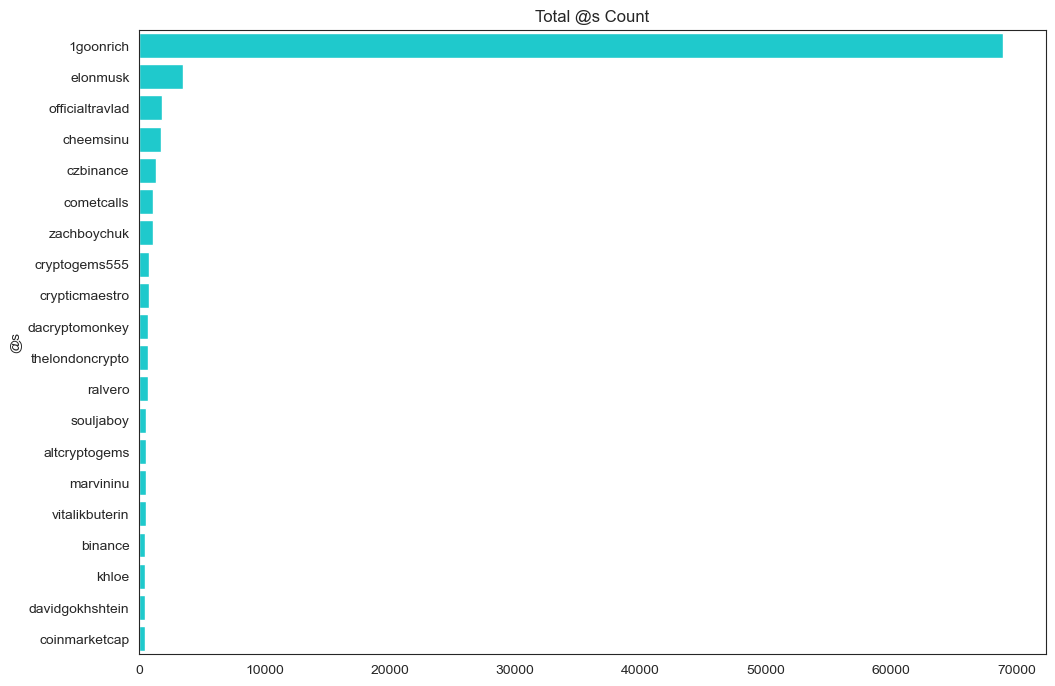 Total @s Count
@s
1goonrich
elonmusk
officialtravlad
cheemsinu
czbinance
cometcalls
zachboychuk
cryptogems555
crypticmaestro
dacryptomonkey
thelondoncrypto
ralvero
souljaboy
altcryptogems
marvininu
vitalikbuterin
binance
khloe
davidgokhshtein
coinmarketcap
0 10000 20000 30000 40000 50000 60000 70000